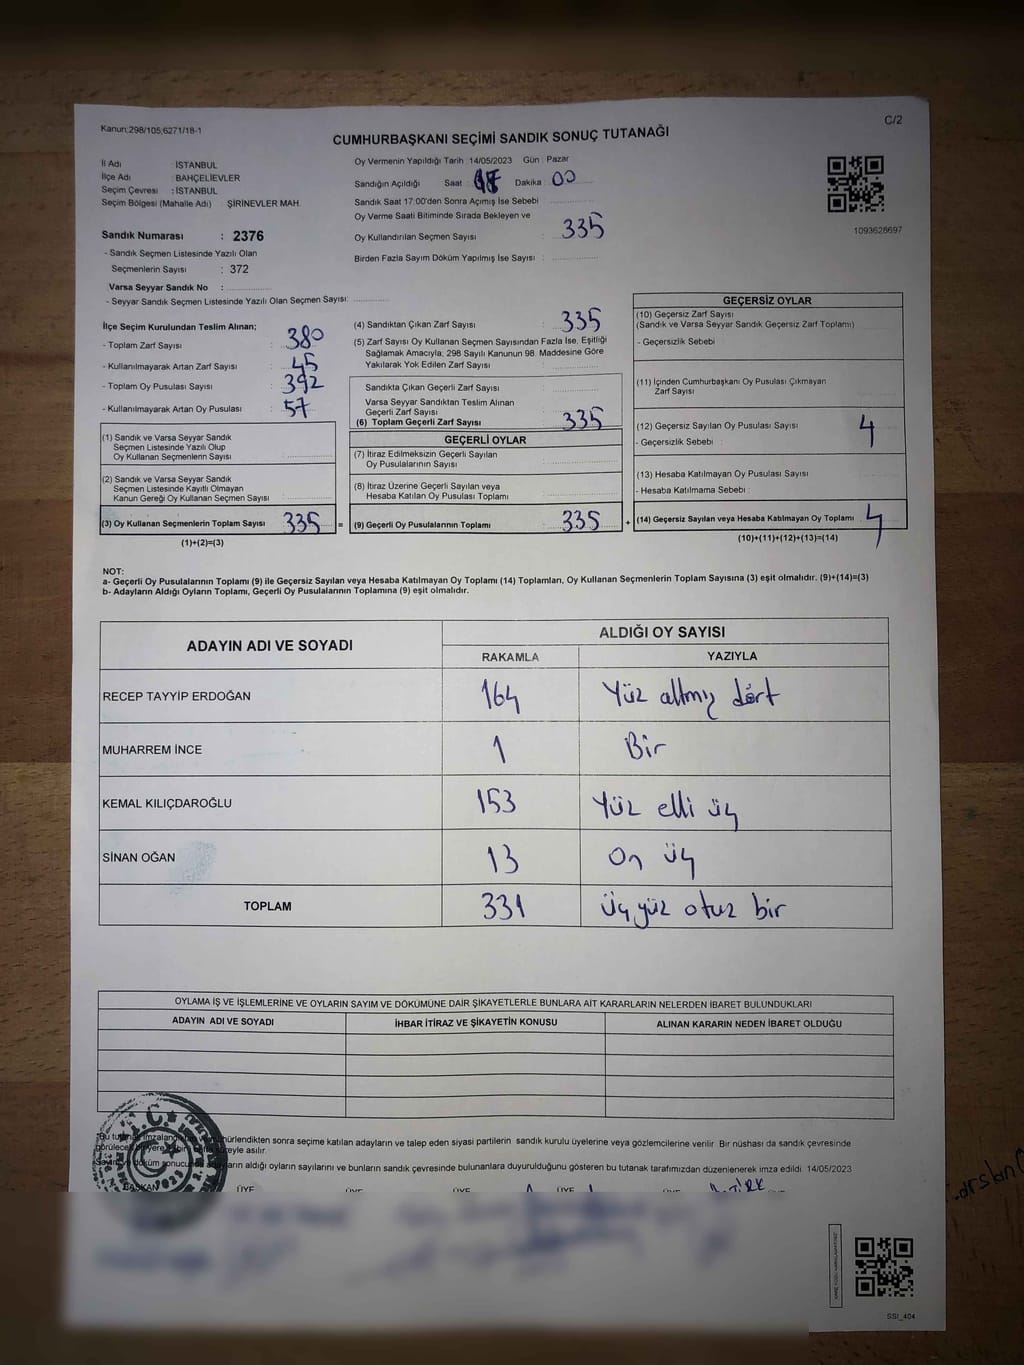 Kanun:298/105,6271/18-1
C/2
CUMHURBAŞKANI SEÇİMİ SANDIK SONUÇ TUTANAĞI
İl Adı : İSTANBUL
İlçe Adı : BAHÇELİEVLER
Seçim Çevresi : İSTANBUL
Seçim Bölgesi (Mahalle Adı) : ŞİRİNEVLER MAH.
Sandık Numarası : 2376
- Sandık Seçmen Listesinde Yazılı Olan
Seçmenlerin Sayısı : 372
Varsa Seyyar Sandık No :
- Seyyar Sandık Seçmen Listesinde Yazılı Olan Seçmen Sayısı:
Oy Vermenin Yapıldığı Tarih : 14/05/2023 Gün : Pazar
Sandığın Açıldığı Saat : Dakika : 00
Sandık Saat 17:00'den Sonra Açımış İse Sebebi :
Oy Verme Saati Bitiminde Sırada Bekleyen ve
Oy Kullandırılan Seçmen Sayısı : 335
Birden Fazla Sayım Döküm Yapılmış İse Sayısı :
1093628697
İlçe Seçim Kurulundan Teslim Alınan;
- Toplam Zarf Sayısı : 380
- Kullanılmayarak Artan Zarf Sayısı : 45
- Toplam Oy Pusulası Sayısı : 392
- Kullanılmayarak Artan Oy Pusulası : 57
(1) Sandık ve Varsa Seyyar Sandık
Seçmen Listesinde Yazılı Olup
Oy Kullanan Seçmenlerin Sayısı :
(2) Sandık ve Varsa Seyyar Sandık
Seçmen Listesinde Kayıtlı Olmayan
Kanun Gereği Oy Kullanan Seçmen Sayısı :
(3) Oy Kullanan Seçmenlerin Toplam Sayısı 335 =
(1)+(2)=(3)
(4) Sandıktan Çıkan Zarf Sayısı : 335
(5) Zarf Sayısı Oy Kullanan Seçmen Sayısından Fazla İse, Eşitliği
Sağlamak Amacıyla; 298 Sayılı Kanunun 98. Maddesine Göre
Yakılarak Yok Edilen Zarf Sayısı :
Sandıkta Çıkan Geçerli Zarf Sayısı :
Varsa Seyyar Sandıktan Teslim Alınan
Geçerli Zarf Sayısı :
(6) Toplam Geçerli Zarf Sayısı : 335
GEÇERLİ OYLAR
(7) İtiraz Edilmeksizin Geçerli Sayılan
Oy Pusulalarının Sayısı :
(8) İtiraz Üzerine Geçerli Sayılan veya
Hesaba Katılan Oy Pusulası Toplamı :
(9) Geçerli Oy Pusulalarının Toplamı : 335 +
GEÇERSİZ OYLAR
(10) Geçersiz Zarf Sayısı :
(Sandık ve Varsa Seyyar Sandık Geçersiz Zarf Toplamı)
- Geçersizlik Sebebi :
(11) İçinden Cumhurbaşkanı Oy Pusulası Çıkmayan
Zarf Sayısı :
(12) Geçersiz Sayılan Oy Pusulası Sayısı : 4
- Geçersizlik Sebebi :
(13) Hesaba Katılmayan Oy Pusulası Sayısı :
- Hesaba Katılmama Sebebi :
(14) Geçersiz Sayılan veya Hesaba Katılmayan Oy Toplamı : 4
(10)+(11)+(12)+(13)=(14)
NOT:
a- Geçerli Oy Pusulalarının Toplamı (9) ile Geçersiz Sayılan veya Hesaba Katılmayan Oy Toplamı (14) Toplamları, Oy Kullanan Seçmenlerin Toplam Sayısına (3) eşit olmalıdır. (9)+(14)=(3)
b- Adayların Aldığı Oyların Toplamı, Geçerli Oy Pusulalarının Toplamına (9) eşit olmalıdır.
ADAYIN ADI VE SOYADI
ALDIĞI OY SAYISI
RAKAMLA YAZIYLA
RECEP TAYYİP ERDOĞAN 164 Yüz altmış dört
MUHARREM İNCE 1 Bir
KEMAL KILIÇDAROĞLU 153 Yüz elli üç
SİNAN OĞAN 13 On üç
TOPLAM 331 üç yüz otuz bir
OYLAMA İŞ VE İŞLEMLERİNE VE OYLARIN SAYIM VE DÖKÜMÜNE DAİR ŞİKAYETLERLE BUNLARA AİT KARARLARIN NELERDEN İBARET BULUNDUKLARI
ADAYIN ADI VE SOYADI İHBAR İTİRAZ VE ŞİKAYETİN KONUSU ALINAN KARARIN NEDEN İBARET OLDUĞU
sonra seçime katılan adayların ve talep eden siyasi partilerin sandık kurulu üyelerine veya gözlemcilerine verilir. Bir nüshası da sandık çevresinde
asılır.
aldığı oyların sayılarını ve bunların sandık çevresinde bulunanlara duyurulduğunu gösteren bu tutanak tarafımızdan düzenlenerek imza edildi. 14/05/2023
BAŞKAN ÜYE ÜYE ÜYE ÜYE ÜYE
SSI_404